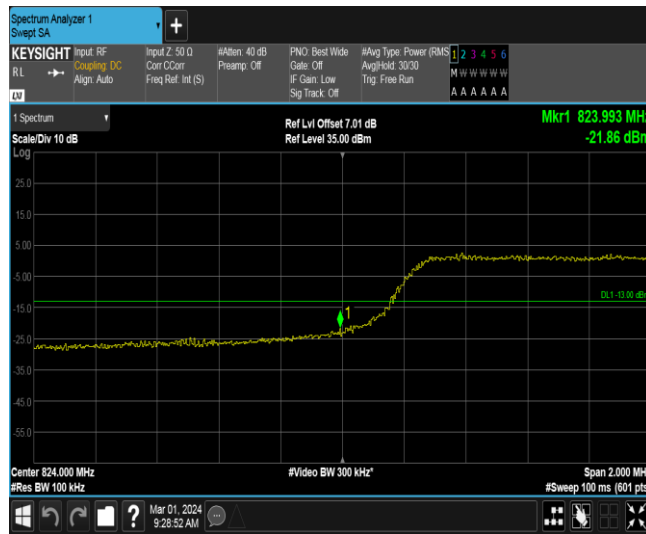 Spectrum Analyzer 1
Swept SA
+
KEYSIGHT
RL
LXI
Input: RF
Coupling: DC
Align: Auto
Input Z: 50 Ω
Corr CCorr
Freq Ref: Int (S)
#Atten: 40 dB
Preamp: Off
PNO: Best Wide
Gate: Off
IF Gain: Low
Sig Track: Off
#Avg Type: Power (RMS
Avg|Hold: 30/30
Trig: Free Run
1 2 3 4 5 6
M W W W W W
A A A A A A
1 Spectrum
Scale/Div 10 dB
Ref Lvl Offset 7.01 dB
Ref Level 35.00 dBm
Mkr1 823.993 MHz
-21.86 dBm
Log
25.0
15.0
5.00
-5.00
DL1 -13.00 dBm
-15.0
1
-25.0
-35.0
-45.0
-55.0
Center 824.000 MHz
#Res BW 100 kHz
#Video BW 300 kHz*
Span 2.000 MH
#Sweep 100 ms (601 pts
?
Mar 01, 2024
9:28:52 AM